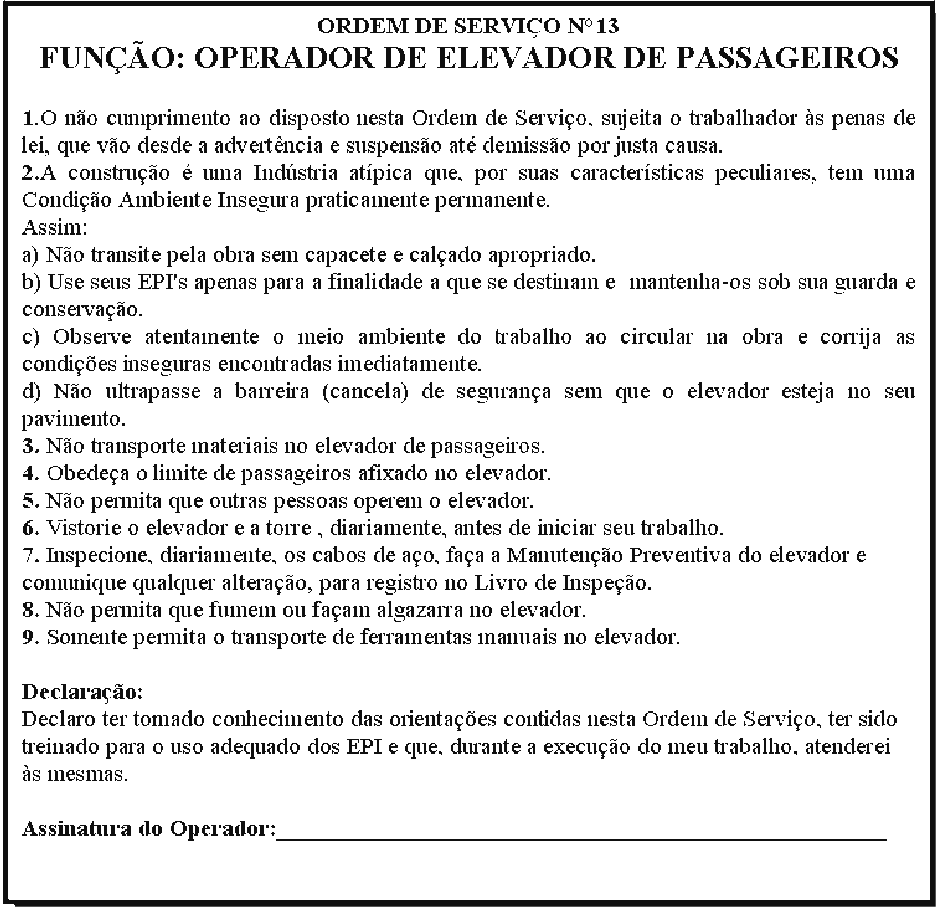 ORDEM DE SERVIÇO Nº 13
FUNÇÃO: OPERADOR DE ELEVADOR DE PASSAGEIROS
1.O não cumprimento ao disposto nesta Ordem de Serviço, sujeita o trabalhador às penas de
lei, que vão desde a advertência e suspensão até demissão por justa causa.
2.A construção é uma Indústria atípica que, por suas características peculiares, tem uma
Condição Ambiente Insegura praticamente permanente.
Assim:
a) Não transite pela obra sem capacete e calçado apropriado.
b) Use seus EPI's apenas para a finalidade a que se destinam e mantenha-os sob sua guarda e
conservação.
c) Observe atentamente o meio ambiente do trabalho ao circular na obra e corrija as
condições inseguras encontradas imediatamente.
d) Não ultrapasse a barreira (cancela) de segurança sem que o elevador esteja no seu
pavimento.
3. Não transporte materiais no elevador de passageiros.
4. Obedeça o limite de passageiros afixado no elevador.
5. Não permita que outras pessoas operem o elevador.
6. Vistorie o elevador e a torre , diariamente, antes de iniciar seu trabalho.
7. Inspecione, diariamente, os cabos de aço, faça a Manutenção Preventiva do elevador e
comunique qualquer alteração, para registro no Livro de Inspeção.
8. Não permita que fumem ou façam algazarra no elevador.
9. Somente permita o transporte de ferramentas manuais no elevador.
Declaração:
Declaro ter tomado conhecimento das orientações contidas nesta Ordem de Serviço, ter sido
treinado para o uso adequado dos EPI e que, durante a execução do meu trabalho, atenderei
às mesmas.
Assinatura do Operador: